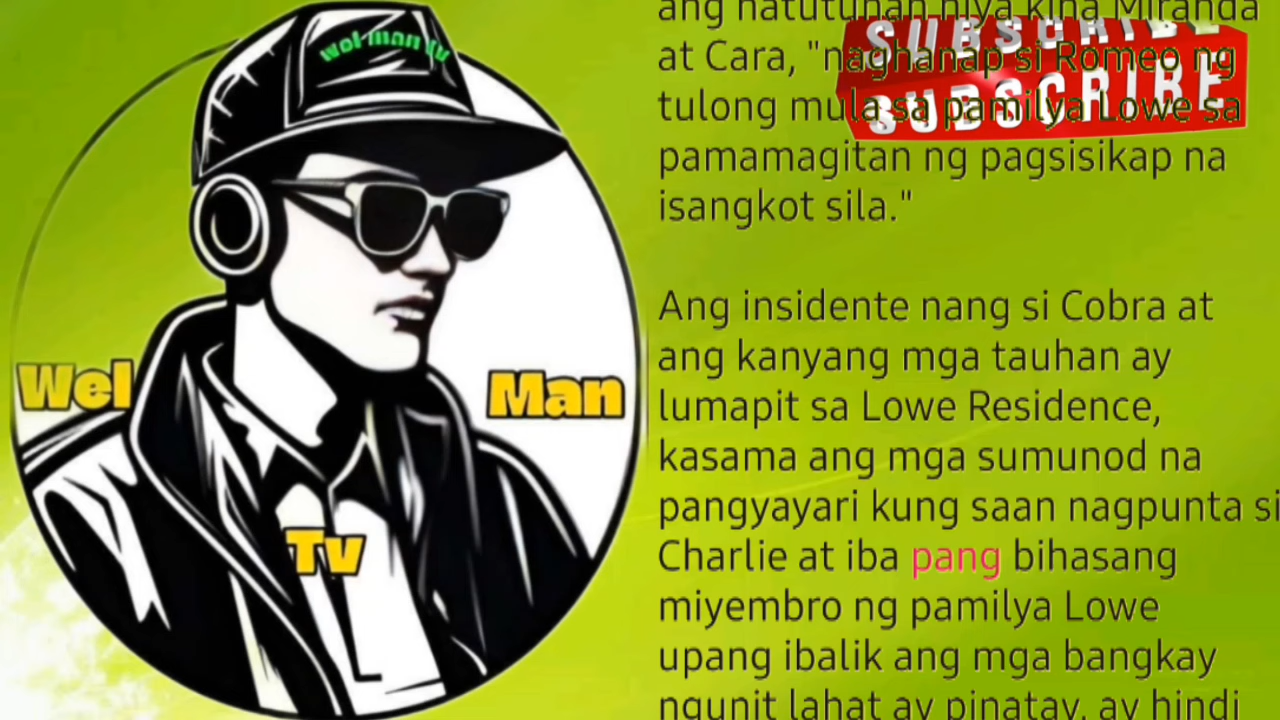 wel man tv
Wel
Man
Tv
SUBSCRIBE
SUBSCRIBE
ang natutunan niya kina Miranda
at Cara, "naghanap si Romeo ng
tulong mula sa pamilya Lowe sa
pamamagitan ng pagsisikap na
isangkot sila."
Ang insidente nang si Cobra at
ang kanyang mga tauhan ay
lumapit sa Lowe Residence,
kasama ang mga sumunod na
pangyayari kung saan nagpunta si
Charlie at iba pang bihasang
miyembro ng pamilya Lowe
upang ibalik ang mga bangkay
ngunit lahat ay pinatay, ay hindi